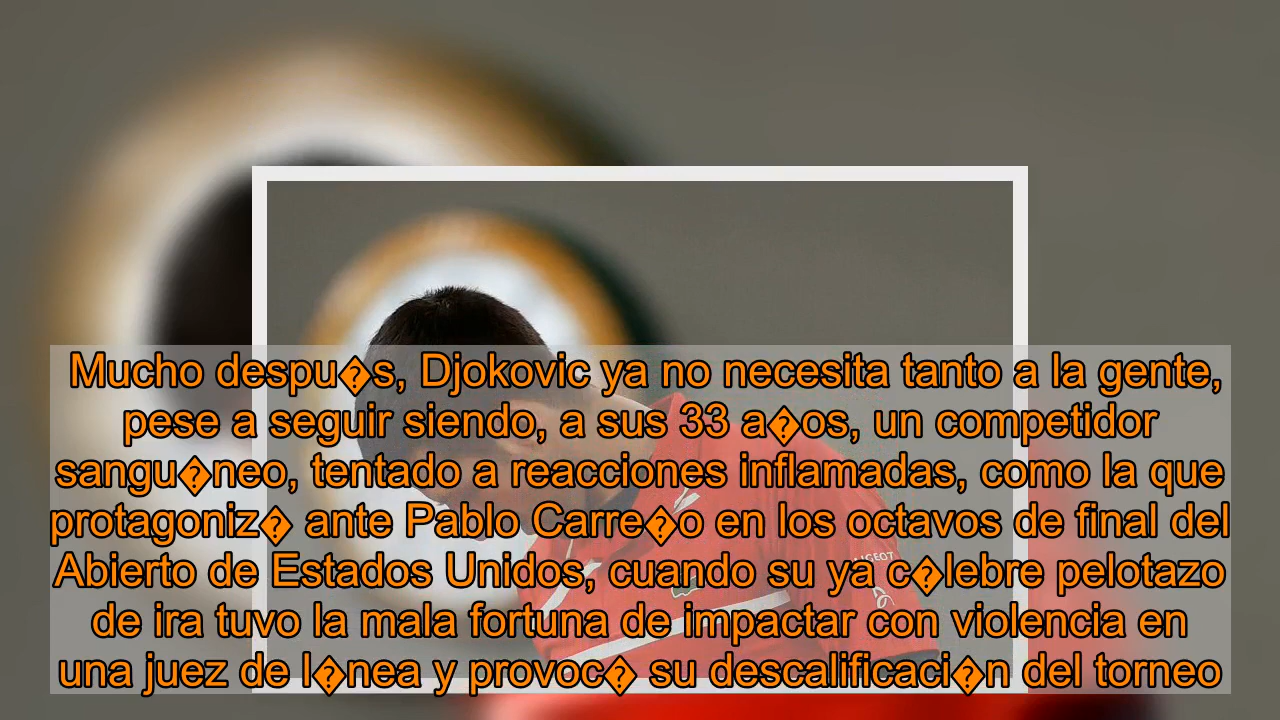 Mucho despu�s, Djokovic ya no necesita tanto a la gente,
pese a seguir siendo, a sus 33 a�os, un competidor
sangu�neo, tentado a reacciones inflamadas, como la que
protagoniz� ante Pablo Carre�o en los octavos de final del
Abierto de Estados Unidos, cuando su ya c�lebre pelotazo
de ira tuvo la mala fortuna de impactar con violencia en
una juez de l�nea y provoc� su descalificaci�n del torneo
PEUGEOT